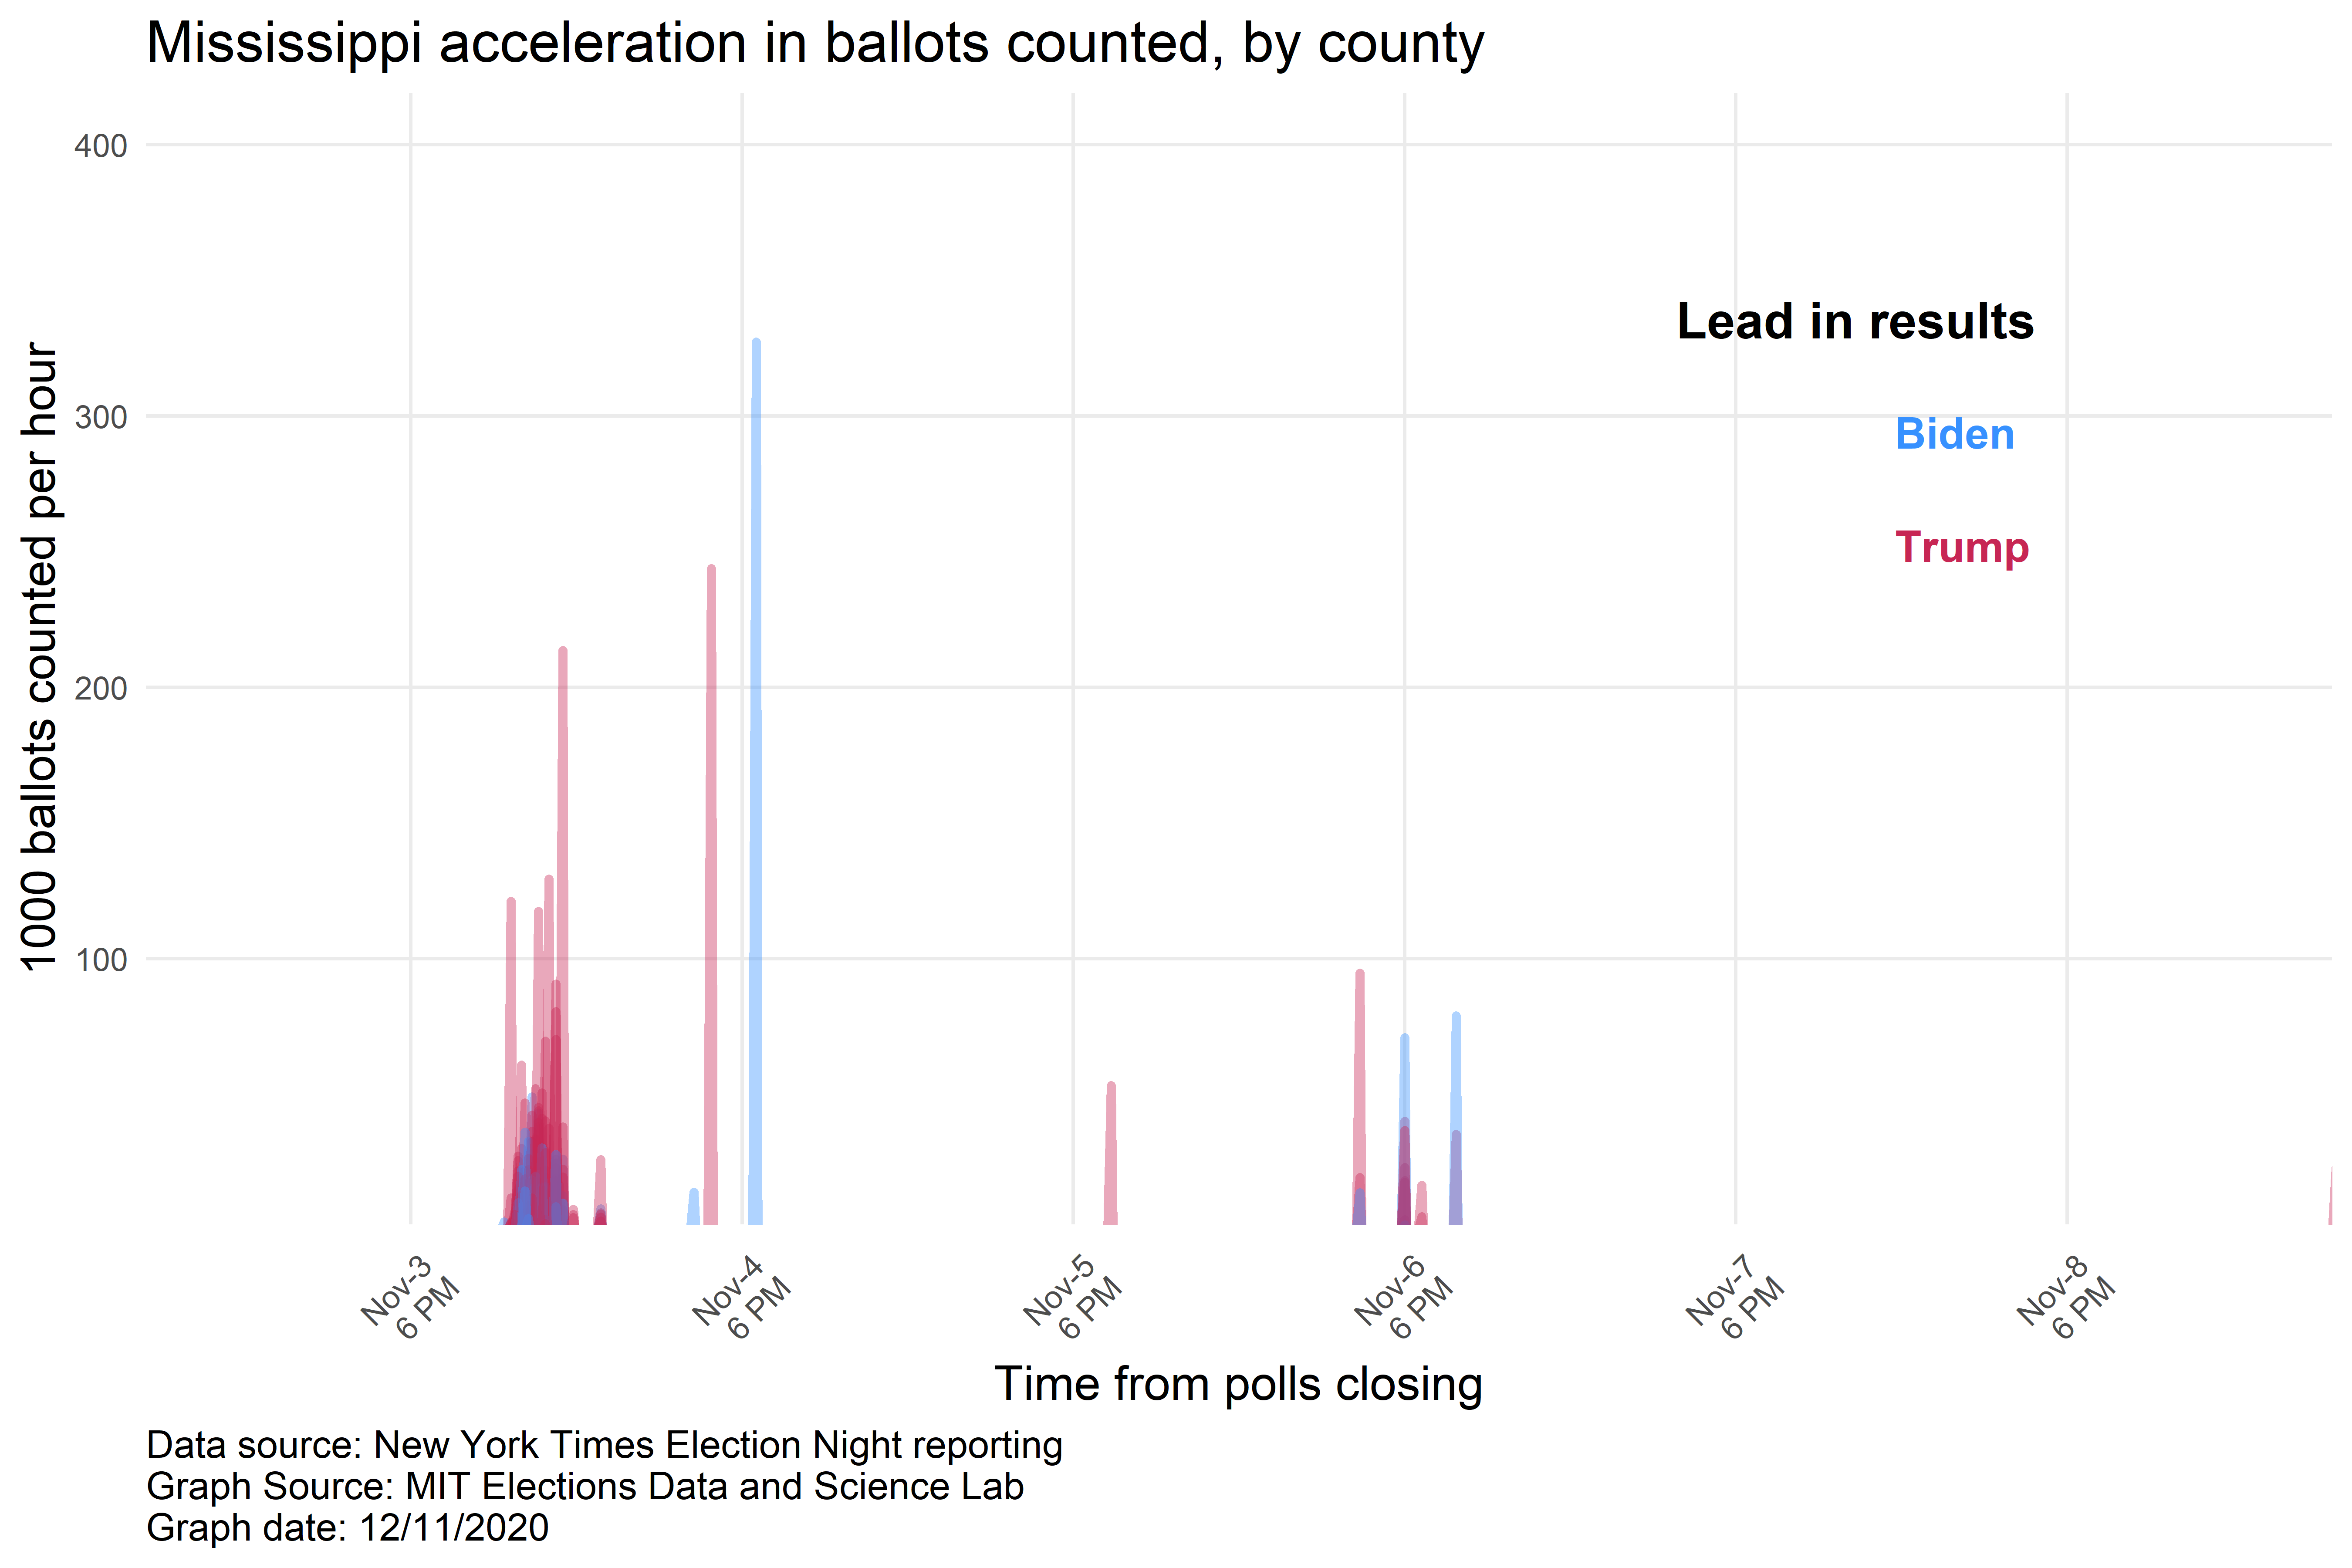 Mississippi acceleration in ballots counted, by county
1000 ballots counted per hour
400
300
200
100
Lead in results
Biden
Trump
Nov-3
6 PM
Nov-4
6 PM
Nov-5
6 PM
Nov-6
6 PM
Nov-7
6 PM
Nov-8
6 PM
Time from polls closing
Data source: New York Times Election Night reporting
Graph Source: MIT Elections Data and Science Lab
Graph date: 12/11/2020